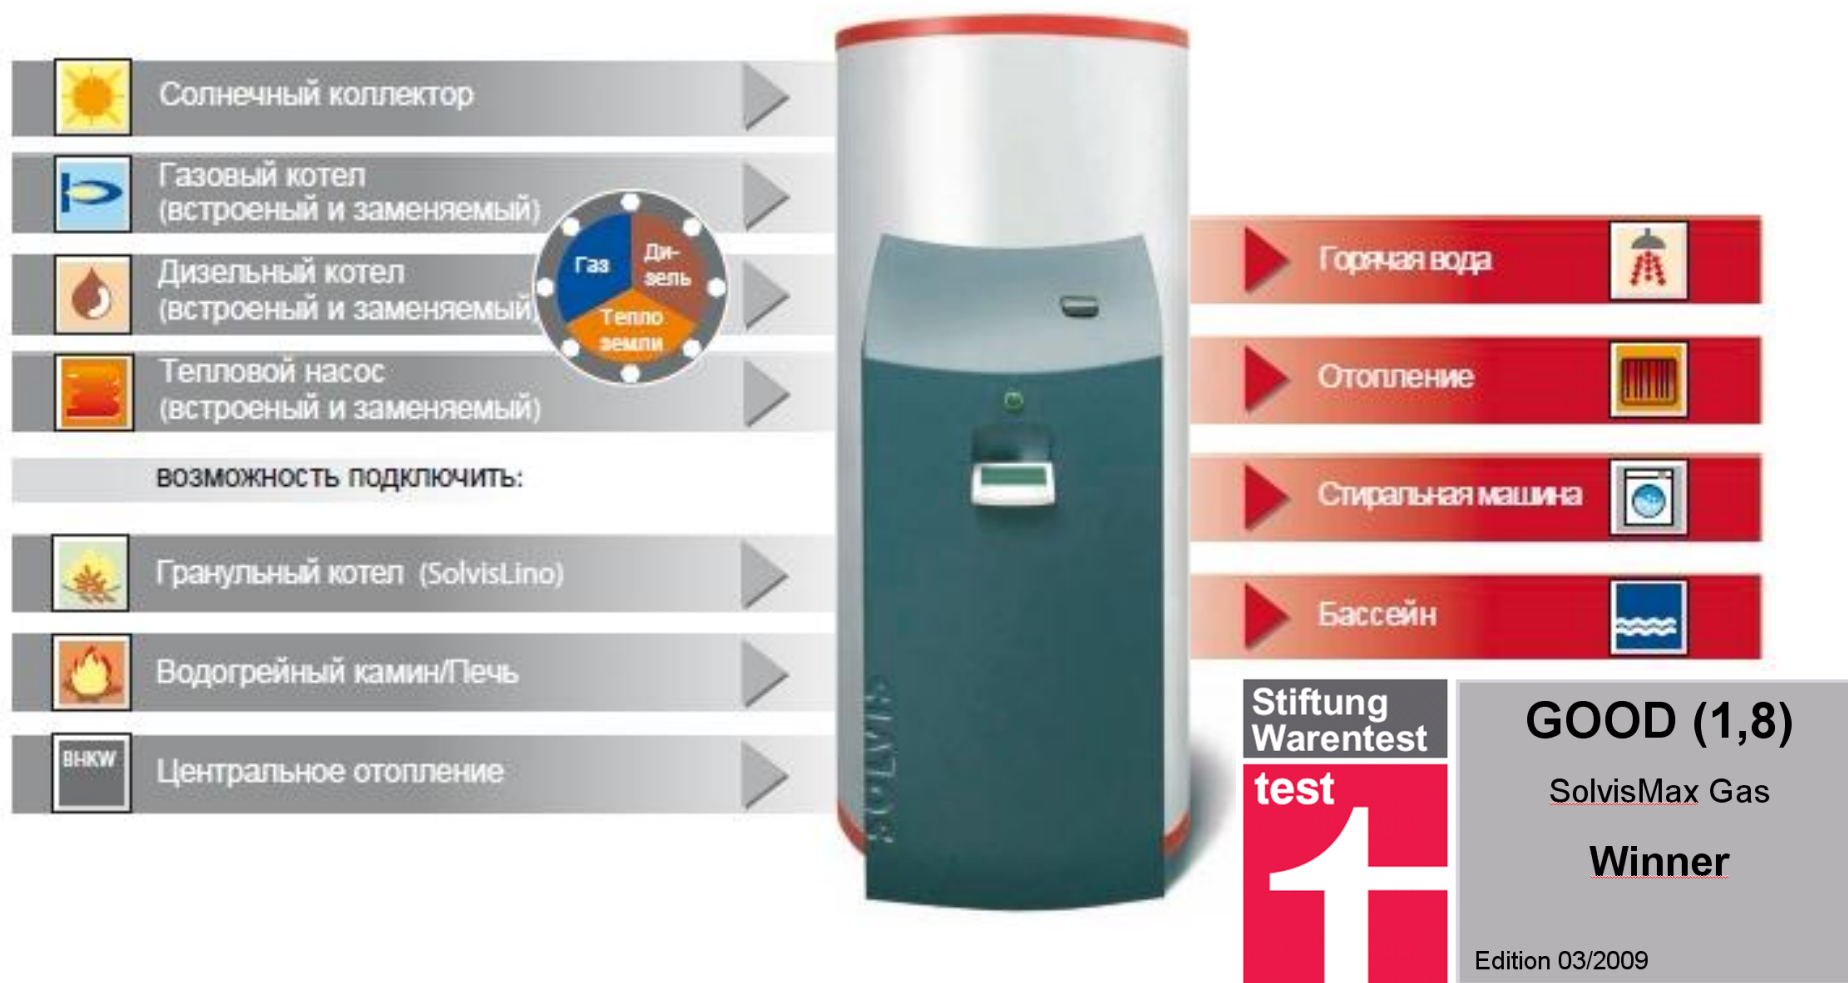 Солнечный коллектор
Газовый котел
(встроеный и заменяемый)
Дизельный котел
(встроеный и заменяемый)
Тепловой насос
(встроеный и заменяемый)
Газ
Ди-
зель
Тепло
земли
возможность подключить:
Гранульный котел (SolvisLino)
Водогрейный камин/Печь
BHKW
Центральное отопление
SOLVIS
Горячая вода
Отопление
Стиральная машина
Бассейн
Stiftung
Warentest
test
1
GOOD (1,8)
SolvisMax Gas
Winner
Edition 03/2009